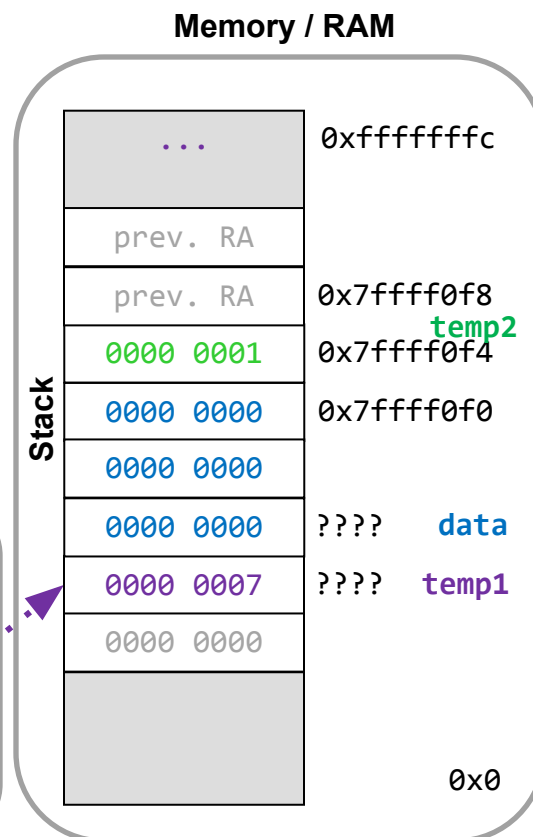 Memory / RAM
... 0xfffffffc
prev. RA
prev. RA 0x7ffff0f8
temp2
0000 0001 0x7ffff0f4
0000 0000 0x7ffff0f0
Stack
0000 0000
0000 0000 ???? data
0000 0007 ???? temp1
0000 0000
0x0